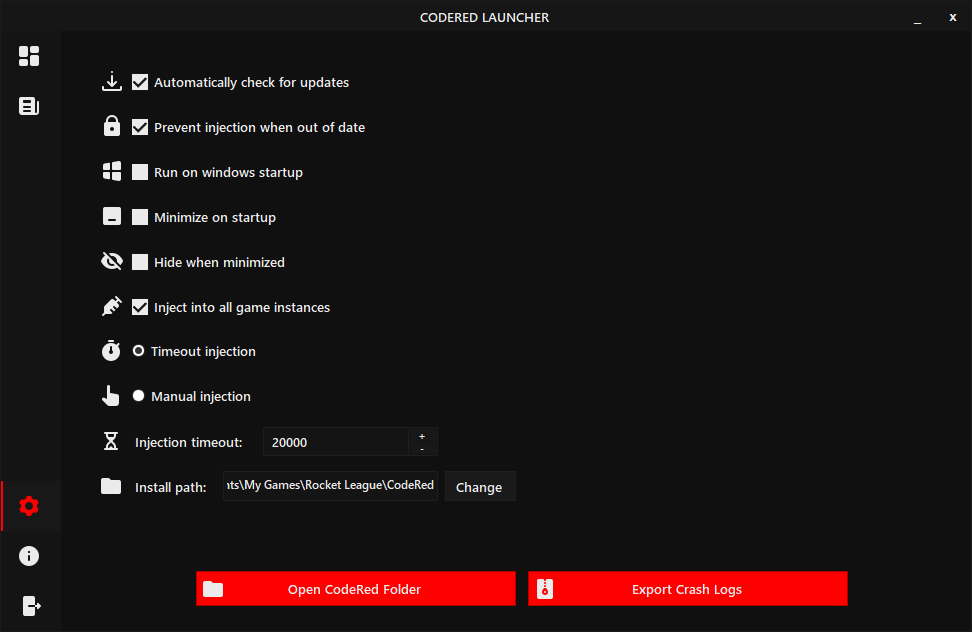 CODERED LAUNCHER
_ x
Automatically check for updates
Prevent injection when out of date
Run on windows startup
Minimize on startup
Hide when minimized
Inject into all game instances
Timeout injection
Manual injection
Injection timeout: 20000 + -
Install path: nts\My Games\Rocket League\CodeRed Change
Open CodeRed Folder Export Crash Logs